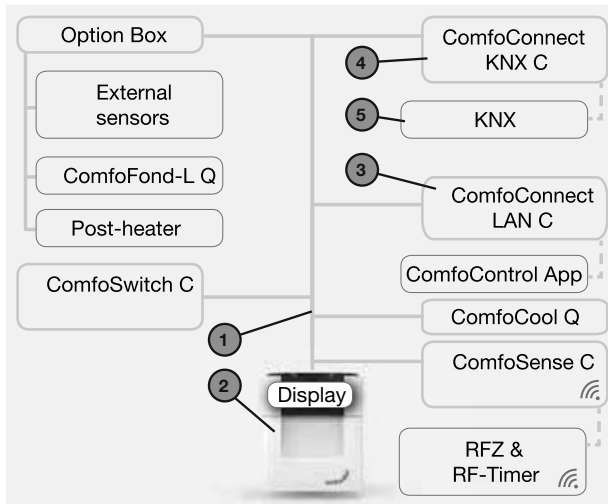 Option Box
External
sensors
ComfoFond-L Q
Post-heater
ComfoSwitch C
ComfoConnect
KNX C
KNX
ComfoConnect
LAN C
ComfoControl App
ComfoCool Q
ComfoSense C
RFZ &
RF-Timer
Display
4
5
3
1
2